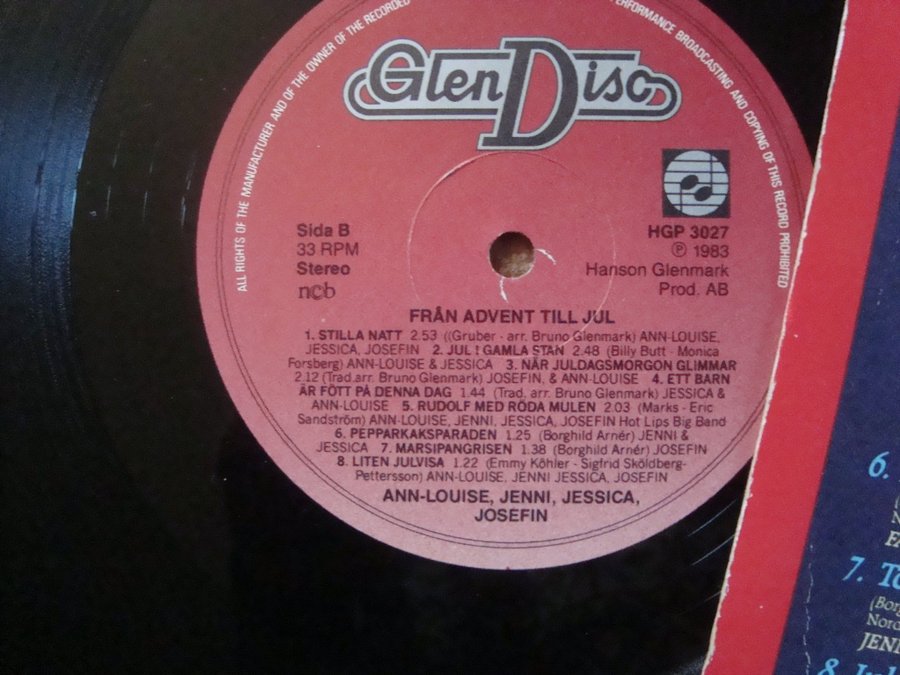 ALL RIGHTS OF THE MANUFACTURER AND OF THE OWNER OF THE RECORDED
PERFORMANCE BROADCASTING AND COPYING OF THIS RECORD PROHIBITED
Glen Disc
Sida B
33 RPM
Stereo
ncb
HGP 3027
Ⓟ 1983
Hanson Glenmark
Prod. AB
FRÅN ADVENT TILL JUL
1. STILLA NATT 2.53 ((Gruber - arr. Bruno Glenmark) ANN-LOUISE,
JESSICA, JOSEFIN 2. JUL I GAMLA STAN 2.48 (Billy Butt - Monica
Forsberg) ANN-LOUISE & JESSICA 3. NÄR JULDAGSMORGON GLIMMAR
2.12 (Trad.arr. Bruno Glenmark) JOSEFIN, & ANN-LOUISE 4. ETT BARN
ÄR FÖTT PÅ DENNA DAG 1.44 (Trad. arr. Bruno Glenmark) JESSICA &
ANN-LOUISE 5. RUDOLF MED RÖDA MULEN 2.03 (Marks - Eric
Sandström) ANN-LOUISE, JENNI, JESSICA, JOSEFIN Hot Lips Big Band
6. PEPPARKAKSPARADEN 1.25 (Borghild Arnér) JENNI &
JESSICA 7. MARSIPANGRISEN 1.38 (Borghild Arnér) JOSEFIN
8. LITEN JULVISA 1.22 (Emmy Köhler - Sigfrid Sköldberg-
Pettersson) ANN-LOUISE, JENNI JESSICA, JOSEFIN
ANN-LOUISE, JENNI, JESSICA,
JOSEFIN
6.
7.
8.